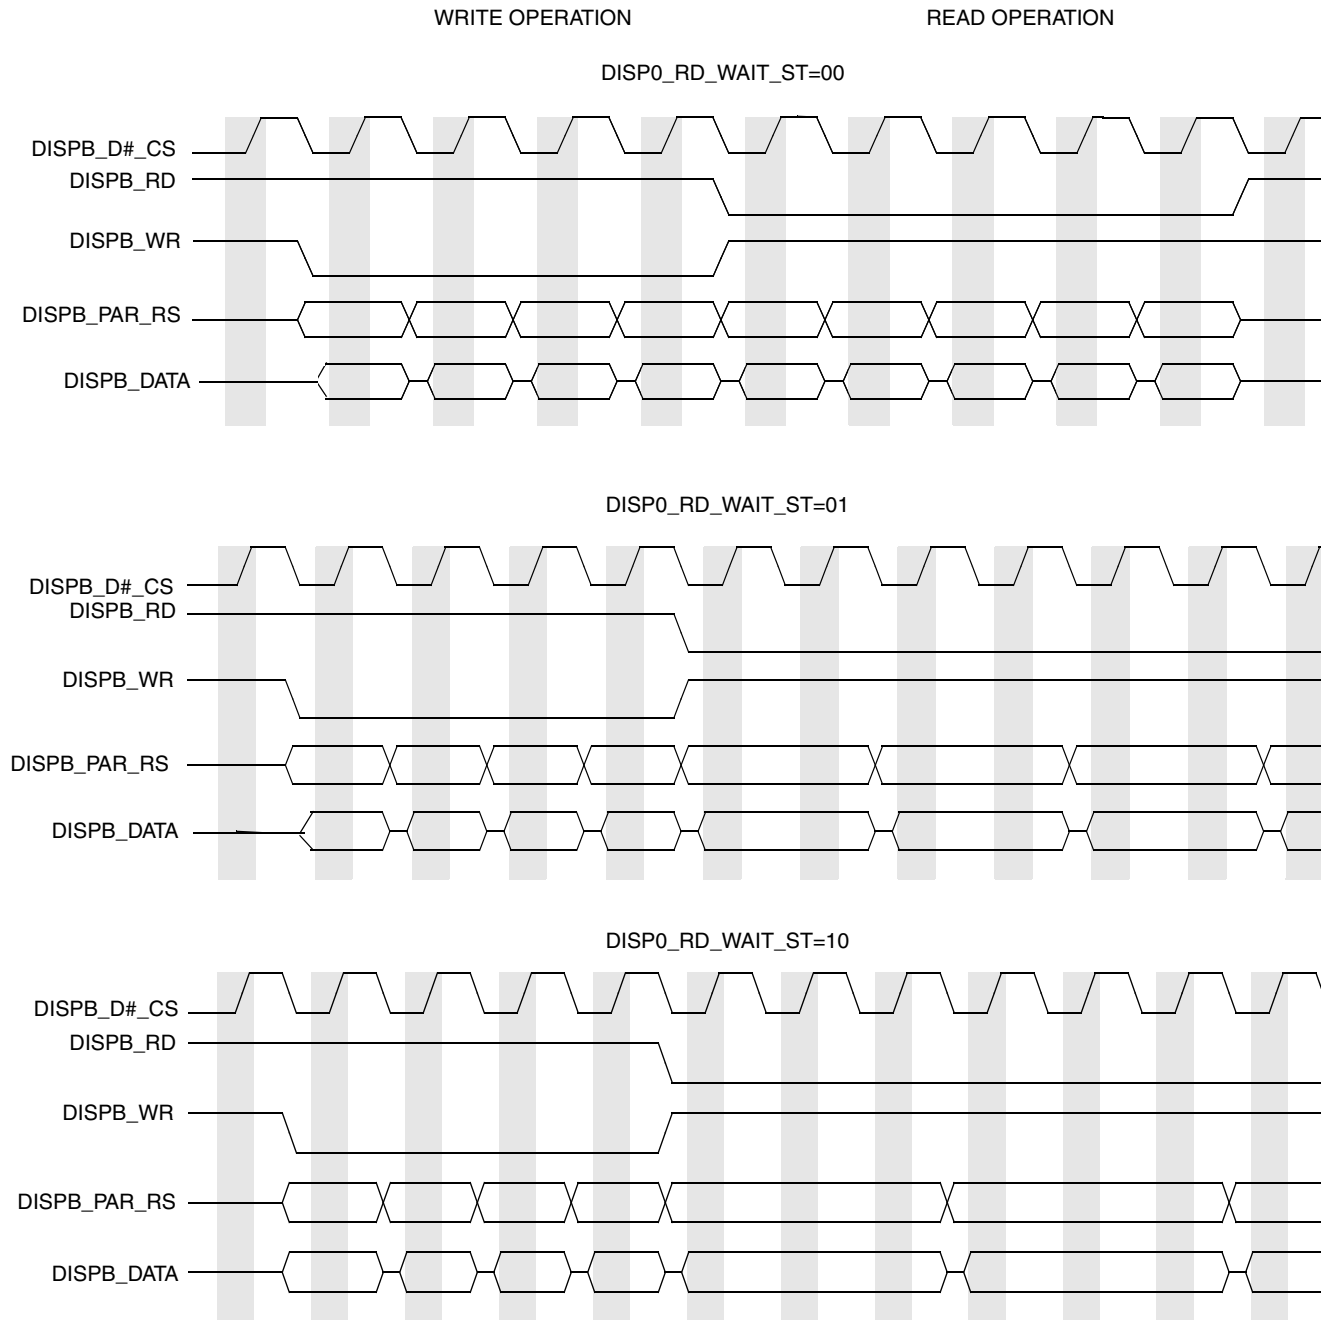 WRITE OPERATION READ OPERATION
DISP0_RD_WAIT_ST=00
DISPB_D#_CS
DISPB_RD
DISPB_WR
DISPB_PAR_RS
DISPB_DATA
DISP0_RD_WAIT_ST=01
DISPB_D#_CS
DISPB_RD
DISPB_WR
DISPB_PAR_RS
DISPB_DATA
DISP0_RD_WAIT_ST=10
DISPB_D#_CS
DISPB_RD
DISPB_WR
DISPB_PAR_RS
DISPB_DATA